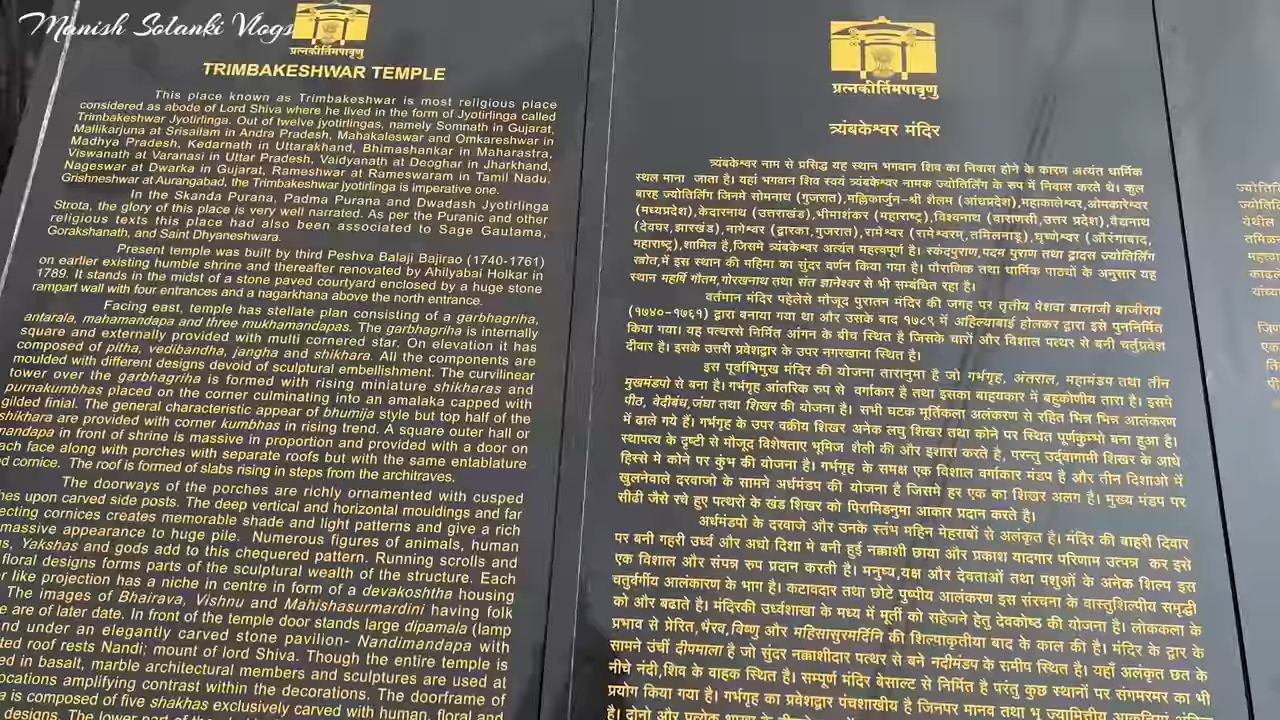 Manish Solanki Vlogs
प्रत्नकीर्तिमपावृणु
TRIMBAKESHWAR TEMPLE
This place known as Trimbakeshwar is most religious place
considered as abode of Lord Shiva where he lived in the form of Jyotirlinga called
Trimbakeshwar Jyotirlinga. Out of twelve jyotirlingas, namely Somnath in Gujarat,
Mallikarjuna at Srisailam in Andra Pradesh, Mahakaleswar and Omkareshwar in
Madhya Pradesh, Kedarnath in Uttarakhand, Bhimashankar in Maharastra,
Viswanath at Varanasi in Uttar Pradesh, Vaidyanath at Deoghar in Jharkhand,
Nageswar at Dwarka in Gujarat, Rameshwar at Rameswaram in Tamil Nadu,
Grishneshwar at Aurangabad, the Trimbakeshwar jyotirlinga is imperative one.
In the Skanda Purana, Padma Purana and Dwadash Jyotirlinga
Strota, the glory of this place is very well narrated. As per the Puranic and other
religious texts this place had also been associated to Sage Gautama,
Gorakshanath, and Saint Dhyaneshwara.
Present temple was built by third Peshva Balaji Bajirao (1740-1761)
on earlier existing humble shrine and thereafter renovated by Ahilyabai Holkar in
1789. It stands in the midst of a stone paved courtyard enclosed by a huge stone
rampart wall with four entrances and a nagarkhana above the north entrance.
Facing east, temple has stellate plan consisting of a garbhagriha,
antarala, mahamandapa and three mukhamandapas. The garbhagriha is internally
square and externally provided with multi cornered star. On elevation it has
composed of pitha, vedibandha, jangha and shikhara. All the components are
moulded with different designs devoid of sculptural embellishment. The curvilinear
tower over the garbhagriha is formed with rising miniature shikharas and
purnakumbhas placed on the corner culminating into an amalaka capped with
gilded finial. The general characteristic appear of bhumija style but top half of the
shikhara are provided with corner kumbhas in rising trend. A square outer hall or
mandapa in front of shrine is massive in proportion and provided with a door on
each face along with porches with separate roofs but with the same entablature
cornice. The roof is formed of slabs rising in steps from the architraves.
The doorways of the porches are richly ornamented with cusped
upon carved side posts. The deep vertical and horizontal mouldings and far
cornices creates memorable shade and light patterns and give a rich
massive appearance to huge pile. Numerous figures of animals, human
Yakshas and gods add to this chequered pattern. Running scrolls and
floral designs forms parts of the sculptural wealth of the structure. Each
like projection has a niche in centre in form of a devakoshtha housing
The images of Bhairava, Vishnu and Mahishasurmardini having folk
are of later date. In front of the temple door stands large dipamala (lamp
under an elegantly carved stone pavilion- Nandimandapa with
roof rests Nandi; mount of lord Shiva. Though the entire temple is
in basalt, marble architectural members and sculptures are used at
amplifying contrast within the decorations. The doorframe of
is composed of five shakhas exclusively carved with human, floral and
designs. The lower part of the
प्रत्नकीर्तिमपावृणु
त्र्यंबकेश्वर मंदिर
त्र्यंबकेश्वर नाम से प्रसिद्ध यह स्थान भगवान शिव का निवास होने के कारण अत्यंत धार्मिक
स्थल माना जाता है। यहाँ भगवान शिव स्वयं त्र्यंबकेश्वर नामक ज्योतिर्लिंग के रूप में निवास करते थे। कुल
बारह ज्योतिर्लिंग जिनमे सोमनाथ (गुजरात),मल्लिकार्जुन-श्री शैलम (आंध्रप्रदेश),महाकालेश्वर,ओमकारेश्वर
(मध्यप्रदेश),केदारनाथ (उत्तराखंड),भीमाशंकर (महाराष्ट्र),विश्वनाथ (वाराणसी,उत्तर प्रदेश),वैद्यनाथ
(देवघर,झारखंड), नागेश्वर (द्वारका,गुजरात), रामेश्वर (रामेश्वरम्,तमिलनाडू),घृष्णेश्वर (औरंगाबाद,
महाराष्ट्र),शामिल है,जिसमे त्र्यंबकेश्वर अत्यंत महत्वपूर्ण है। स्कंदपुराण,पदम पुराण तथा द्वादस ज्योतिर्लिंग
स्त्रोत,में इस स्थान की महिमा का सुंदर वर्णन किया गया है। पौराणिक तथा धार्मिक पाठ्यों के अनुसार यह
स्थान महर्षि गौतम,गोरखनाथ तथा संत ज्ञानेश्वर से भी सम्बंधित रहा है।
वर्तमान मंदिर पहेलेसे मौजूद पुरातन मंदिर की जगह पर तृतीय पेशवा बालाजी बाजीराव
(१७४०-१७६१) द्वारा बनाया गया था और उसके बाद १७८९ में अहिल्याबाई होलकर द्वारा इसे पुननिर्मित
किया गया। यह पत्थरसे निर्मित आंगन के बीच स्थित है जिसके चारों और विशाल पत्थर से बनी चर्तुप्रवेश
दीवार है। इसके उत्तरी प्रवेशद्वार के उपर नगरखाना स्थित है।
इस पूर्वाभिमुख मंदिर की योजना तारानुमा है जो गर्भगृह, अंतराल, महामंडप तथा तीन
मुखमंडपो से बना है। गर्भगृह आंतरिक रूप से वर्गाकार है तथा इसका बाहयकार में बहुकोणीय तारा है। इसमे
पीठ, वेदीबंध,जंघा तथा शिखर की योजना है। सभी घटक मूर्तिकला अलंकरण से रहित भिन्न भिन्न आलंकरण
में ढाले गये हैं। गर्भगृह के उपर वक्रीय शिखर अनेक लघु शिखर तथा कोने पर स्थित पूर्णकुम्भो बना हुआ है।
स्थापत्य के दृष्टी से मौजूद विशेषताए भूमिज शैली की और इशारा करते है, परन्तु उर्द्वागामी शिखर के आधे
हिस्से मे कोने पर कुंभ की योजना है। गर्भगृह के समक्ष एक विशाल वर्गाकार मंडप है और तीन दिशाओ में
खुलनेवाले दरवाजो के सामने अर्धमंडप की योजना है जिसमे हर एक का शिखर अलग है। मुख्य मंडप पर
सीढी जैसे रचे हुए पत्थरों के खंड शिखर को पिरामिडनुमा आकार प्रदान करते है।
अर्धमंडपो के दरवाजे और उनके स्तंभ महिन मेहराबों से अलंकृत है। मंदिर की बाहरी दिवार
पर बनी गहरी उर्ध्व और अधो दिशा मे बनी हुई नक्काशी छाया और प्रकाश यादगार परिणाम उत्पन्न कर इसे
एक विशाल और संपन्न रुप प्रदान करती है। मनुष्य,यक्ष और देवताओं तथा पशुओं के अनेक शिल्प इस
चतुर्वर्गीय आलंकारण के भाग है। कटावदार तथा छोटे पुष्पीय आलंकरण इस संरचना के वास्तुशिल्पीय समृद्वी
को और बढाते है। मंदिरकी उर्ध्वशाखा के मध्य में मूर्ती को सहेजने हेतु देवकोष्ठ की योजना है। लोककला के
प्रभाव से प्रेरित,भैरव,विष्णु और महिसासुरमर्दिनि की शिल्पाकृतीया बाद के काल की है। मंदिर के द्वार के
सामने उंचीं दीपमाला है जो सुंदर नक्काशीदार पत्थर से बने नदीमंडप के समीप स्थित है। यहाँ अलंकृत छत के
नीचे नंदी,शिव के वाहक स्थित है। सम्पूर्ण मंदिर बेसाल्ट से निर्मित है परंतु कुछ स्थानों पर संगमरमर का भी
प्रयोग किया गया है। गर्भगृह का प्रवेशद्वार पंचशाखीय है जिनपर मानव तथा भू ज्यामितीय
है। दोनो और प्रत्येक शाखा के